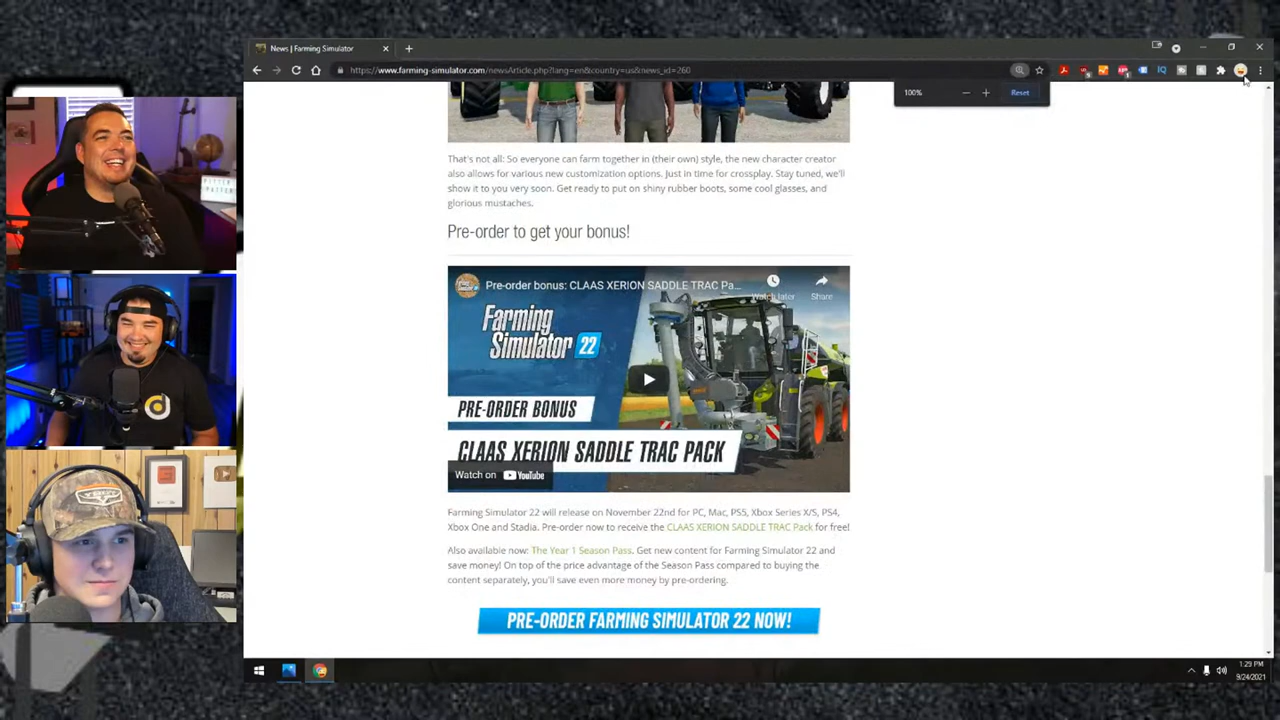 News | Farming Simulator
https://www.farming-simulator.com/newsArticle.php?lang=en&country=us&news_id=260
100%
Reset
That's not all: So everyone can farm together in (their own) style, the new character creator
also allows for various new customization options. Just in time for crossplay. Stay tuned, we'll
show it to you very soon. Get ready to put on shiny rubber boots, some cool glasses, and
glorious mustaches.
Pre-order to get your bonus!
Pre-order bonus: CLAAS XERION SADDLE TRAC Pa...
Watch later
Share
Farming
Simulator 22
PRE-ORDER BONUS
CLAAS XERION SADDLE TRAC PACK
Watch on YouTube
Farming Simulator 22 will release on November 22nd for PC, Mac, PS5, Xbox Series X/S, PS4,
Xbox One and Stadia. Pre-order now to receive the CLAAS XERION SADDLE TRAC Pack for free!
Also available now: The Year 1 Season Pass. Get new content for Farming Simulator 22 and
save money! On top of the price advantage of the Season Pass compared to buying the
content separately, you'll save even more money by pre-ordering.
PRE-ORDER FARMING SIMULATOR 22 NOW!
1:29 PM
9/24/2021